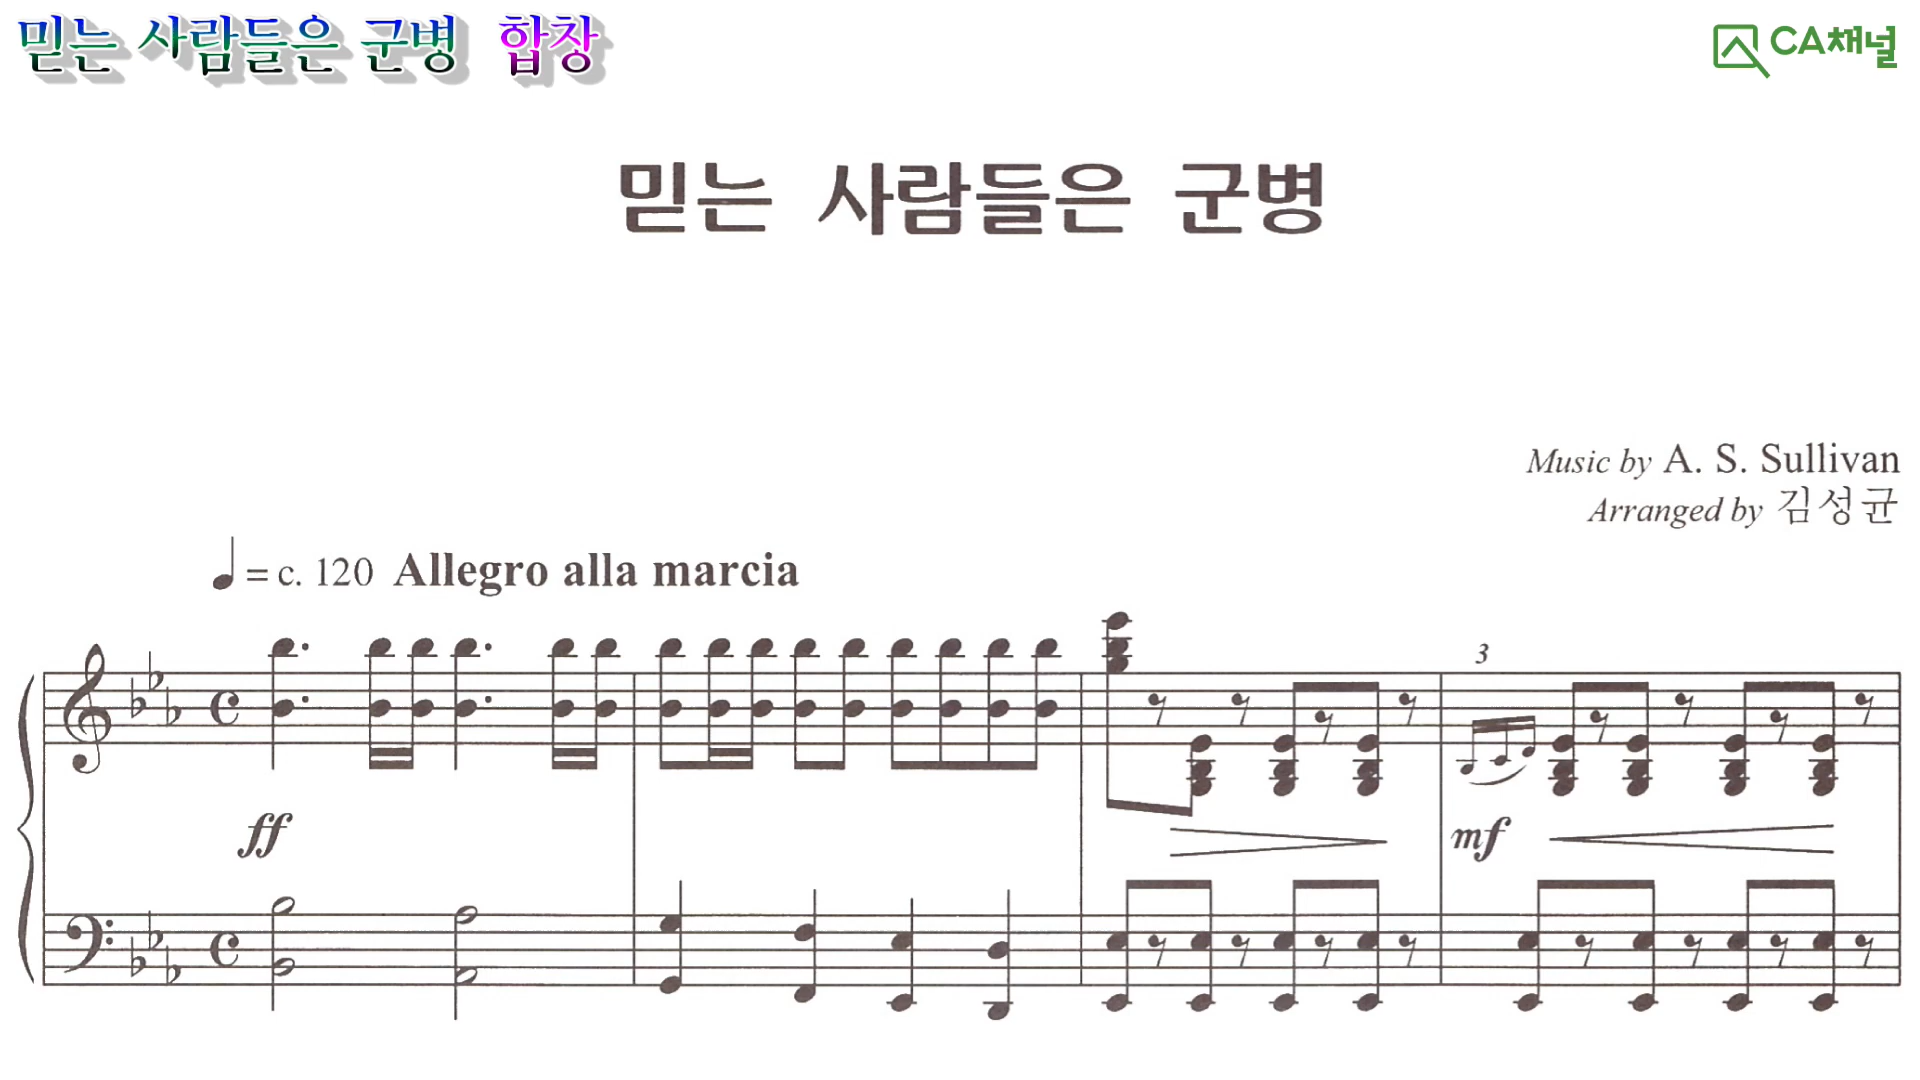 믿는 사람들은 군병 합창
CA채널
믿는 사람들은 군병
Music by A. S. Sullivan
Arranged by 김성균
= c. 120 Allegro alla marcia
3
ff
mf